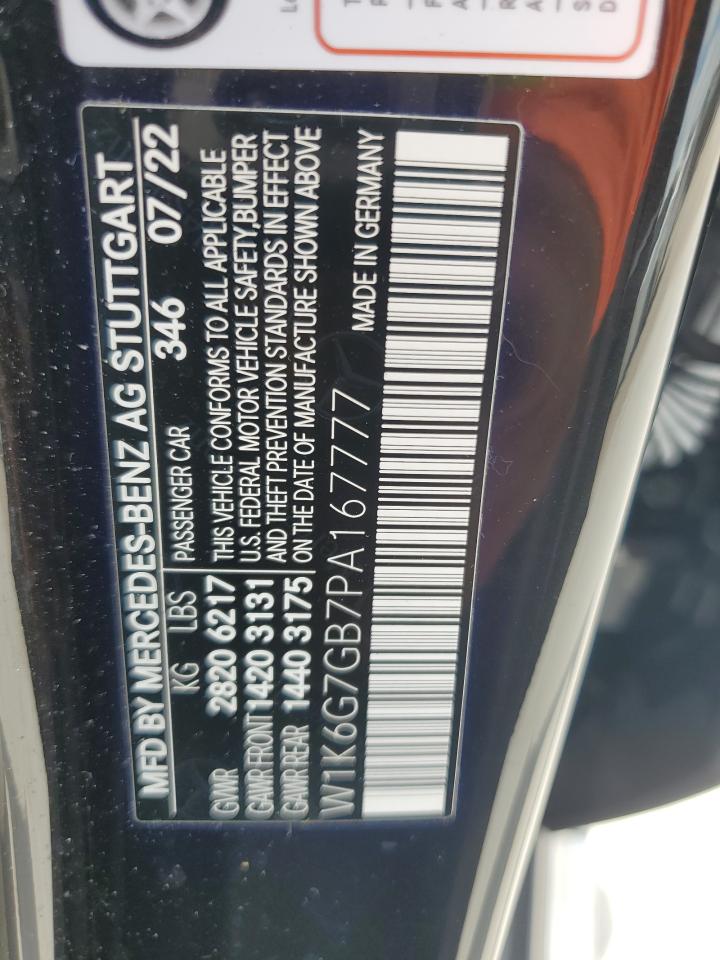 MFD BY MERCEDES-BENZ AG STUTTGART
KG LBS PASSENGER CAR 346 07/22
GVWR 2820 6217 THIS VEHICLE CONFORMS TO ALL APPLICABLE
GAWR FRONT 1420 3131 U.S. FEDERAL MOTOR VEHICLE SAFETY,BUMPER
GAWR REAR 1440 3175 AND THEFT PREVENTION STANDARDS IN EFFECT
ON THE DATE OF MANUFACTURE SHOWN ABOVE
W1K6G7GB7PA167777 MADE IN GERMANY